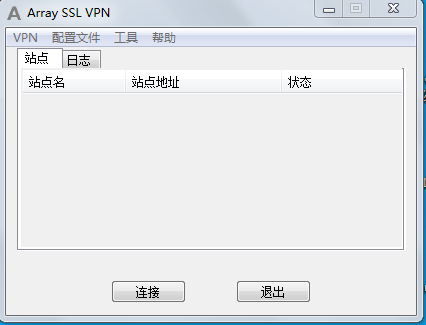 A Array SSL VPN
VPN 配置文件 工具 帮助
站点 日志
站点名 站点地址 状态
连接 退出